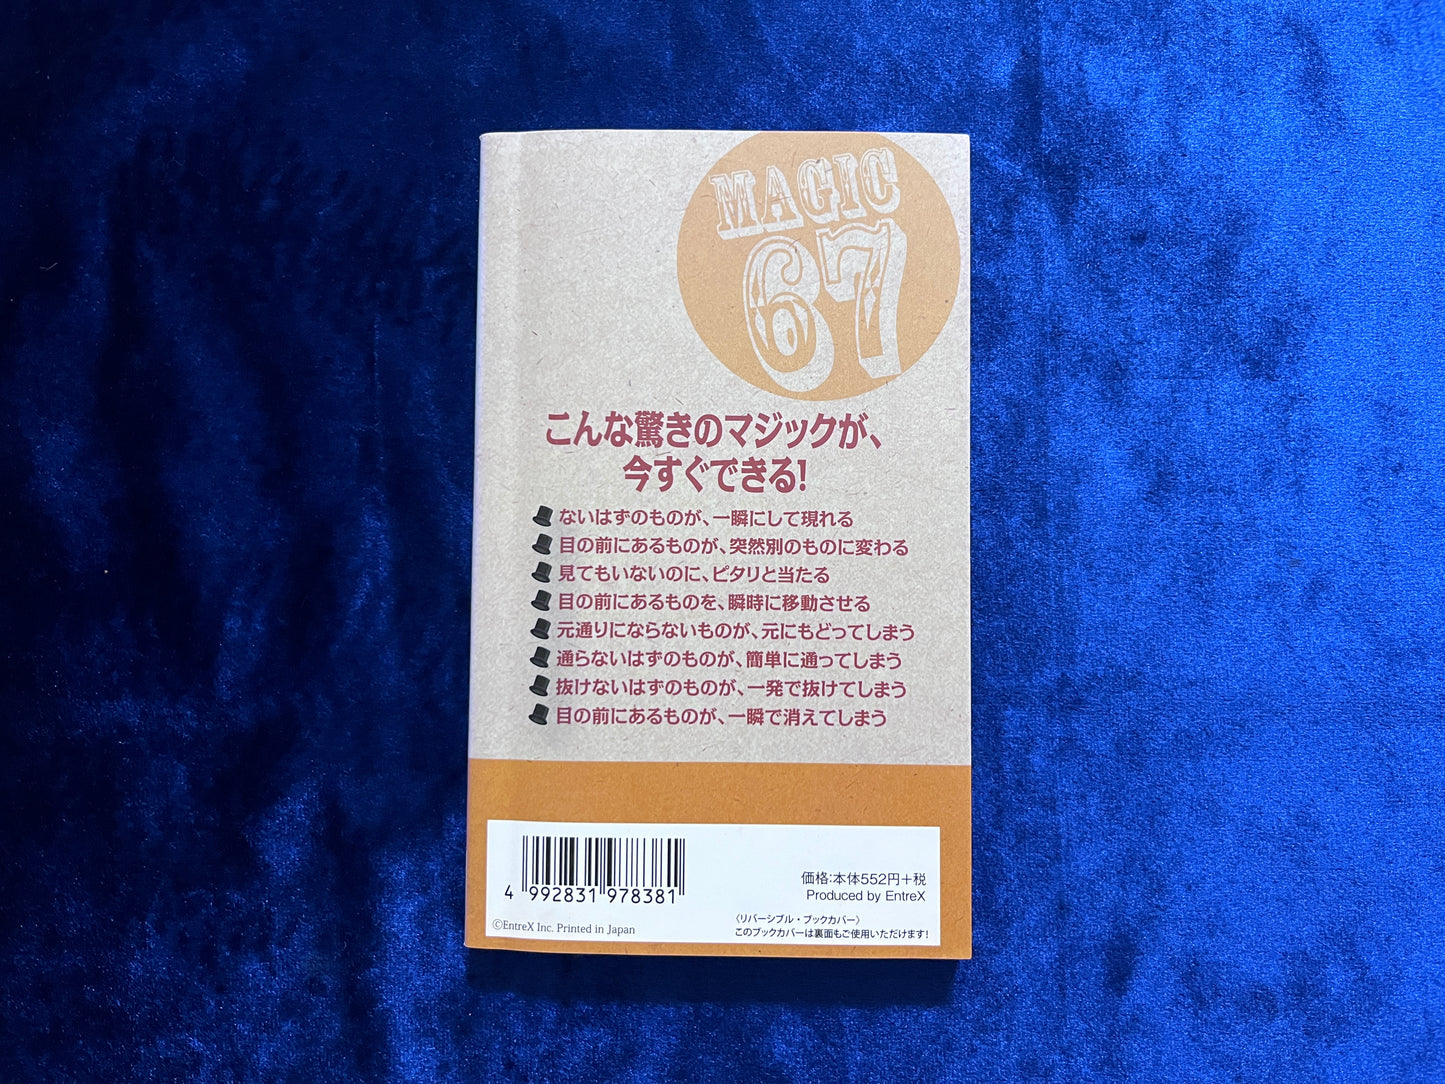 MAGIC
67
こんな驚きのマジックが、
今すぐできる!
ないはずのものが、一瞬にして現れる
目の前にあるものが、突然別のものに変わる
見てもいないのに、ピタリと当たる
目の前にあるものを、瞬時に移動させる
元通りにならないものが、元にもどってしまう
通らないはずのものが、簡単に通ってしまう
抜けないはずのものが、一発で抜けてしまう
目の前にあるものが、一瞬で消えてしまう
4 992831 978381
©EntreX Inc. Printed in Japan
価格:本体552円+税
Produced by EntreX
〈リバーシブル・ブックカバー〉
このブックカバーは裏面もご使用いただけます!